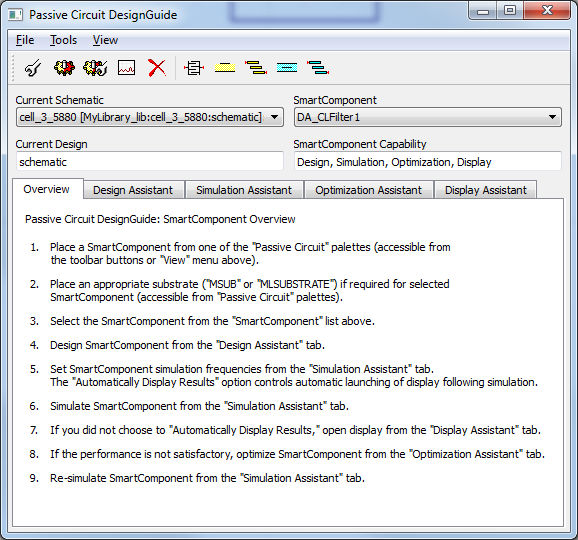 Passive Circuit DesignGuide
File Tools View
Current Schematic
SmartComponent
cell_3_5880 [MyLibrary_lib:cell_3_5880:schematic]
DA_CLFilter1
Current Design
SmartComponent Capability
schematic
Design, Simulation, Optimization, Display
Overview
Design Assistant
Simulation Assistant
Optimization Assistant
Display Assistant
Passive Circuit DesignGuide: SmartComponent Overview
1. Place a SmartComponent from one of the "Passive Circuit" palettes (accessible from
the toolbar buttons or "View" menu above).
2. Place an appropriate substrate ("MSUB" or "MLSUBSTRATE") if required for selected
SmartComponent (accessible from "Passive Circuit" palettes).
3. Select the SmartComponent from the "SmartComponent" list above.
4. Design SmartComponent from the "Design Assistant" tab.
5. Set SmartComponent simulation frequencies from the "Simulation Assistant" tab.
The "Automatically Display Results" option controls automatic launching of display following simulation.
6. Simulate SmartComponent from the "Simulation Assistant" tab.
7. If you did not choose to "Automatically Display Results," open display from the "Display Assistant" tab.
8. If the performance is not satisfactory, optimize SmartComponent from the "Optimization Assistant" tab.
9. Re-simulate SmartComponent from the "Simulation Assistant" tab.